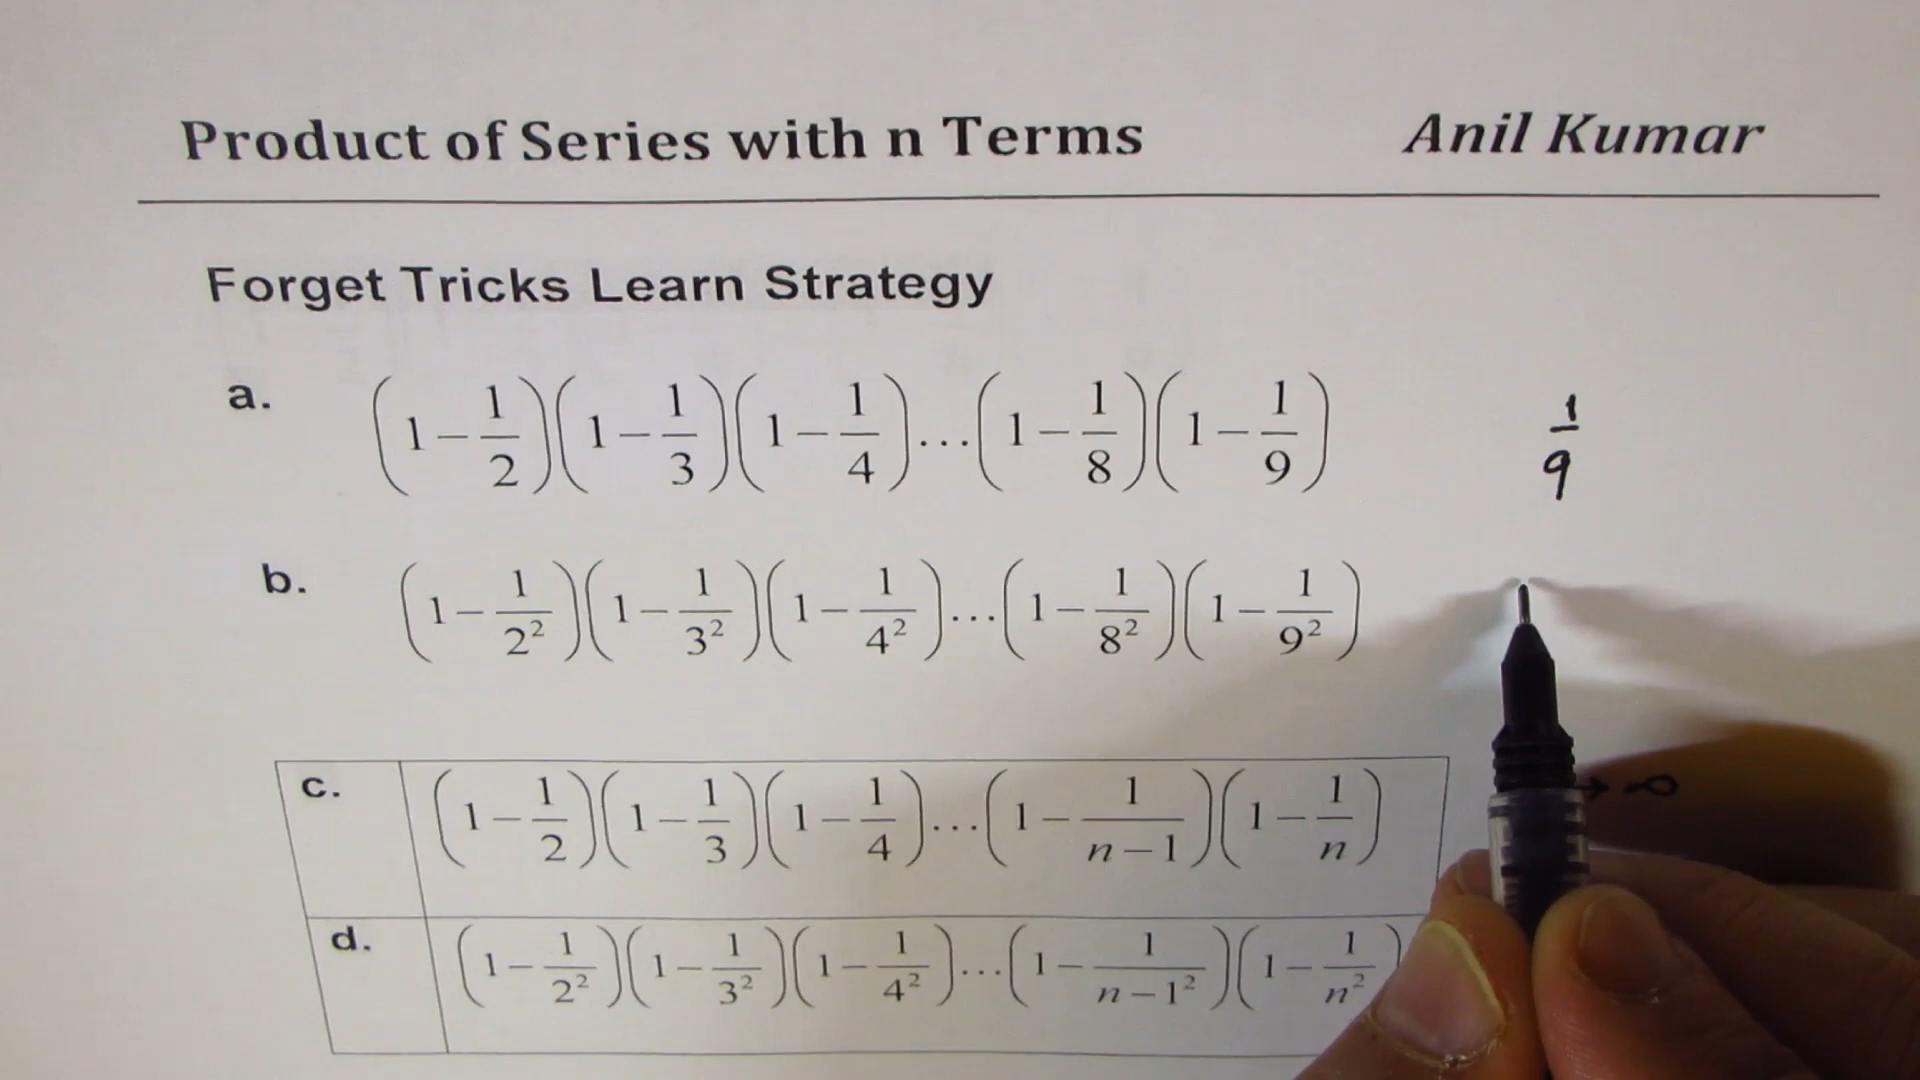 Product of Series with n Terms Anil Kumar
Forget Tricks Learn Strategy
a. (1 − 1/2)(1 − 1/3)(1 − 1/4)...(1 − 1/8)(1 − 1/9) 1/9
b. (1 − 1/2²)(1 − 1/3²)(1 − 1/4²)...(1 − 1/8²)(1 − 1/9²)
c. (1 − 1/2)(1 − 1/3)(1 − 1/4)...(1 − 1/(n−1))(1 − 1/n) → ∞
d. (1 − 1/2²)(1 − 1/3²)(1 − 1/4²)...(1 − 1/(n−1²))(1 − 1/n²)